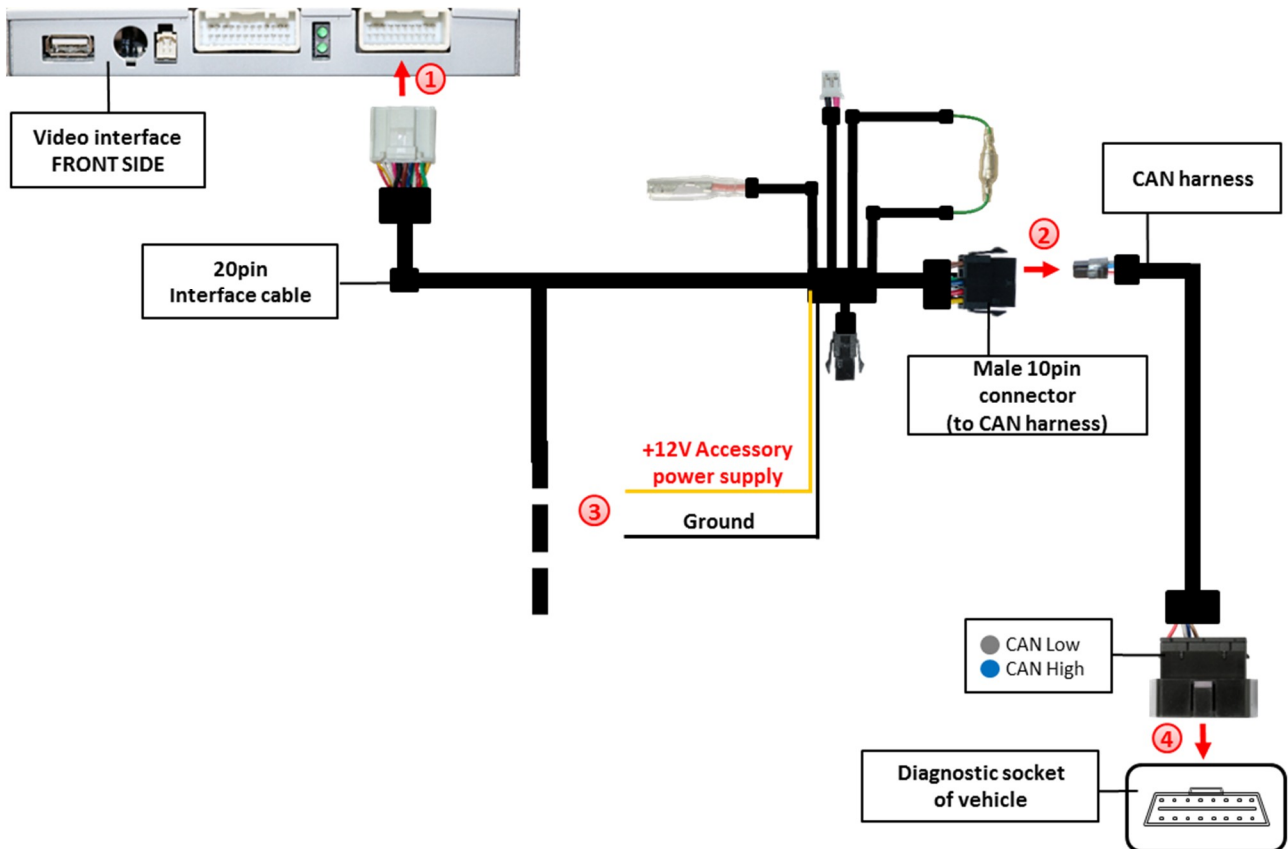 1
Video interface
FRONT SIDE
CAN harness
2
20pin
Interface cable
Male 10pin
connector
(to CAN harness)
+12V Accessory
power supply
3
Ground
CAN Low
CAN High
4
Diagnostic socket
of vehicle